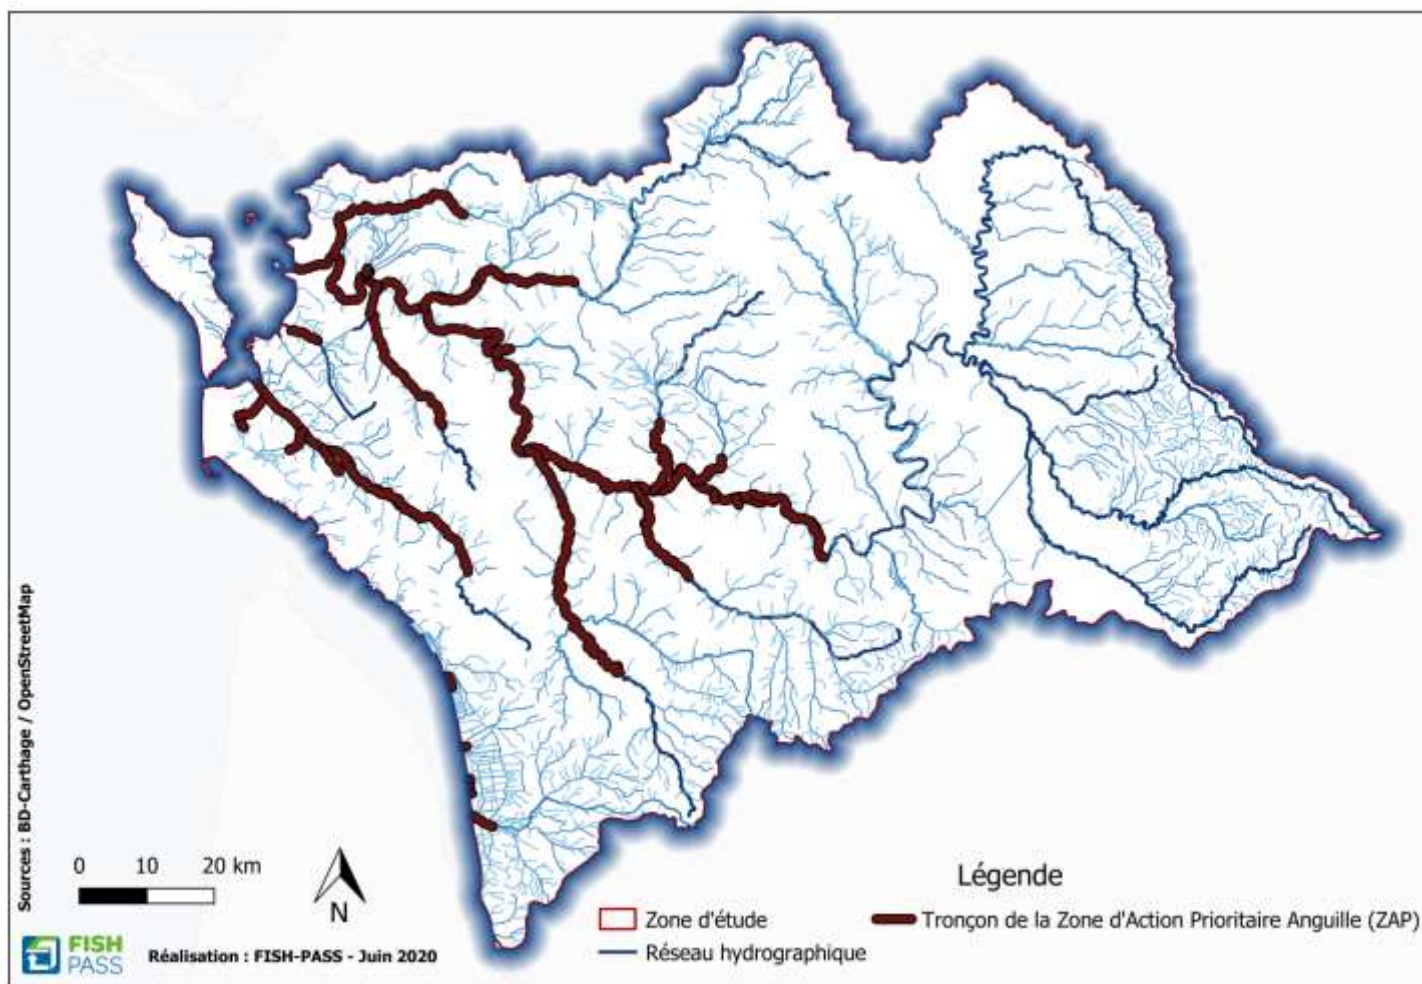 Sources : BD-Carthage / OpenStreetMap
0 10 20 km
N
FISH
PASS
Réalisation : FISH-PASS - Juin 2020
Légende
Zone d'étude
Tronçon de la Zone d'Action Prioritaire Anguille (ZAP)
Réseau hydrographique